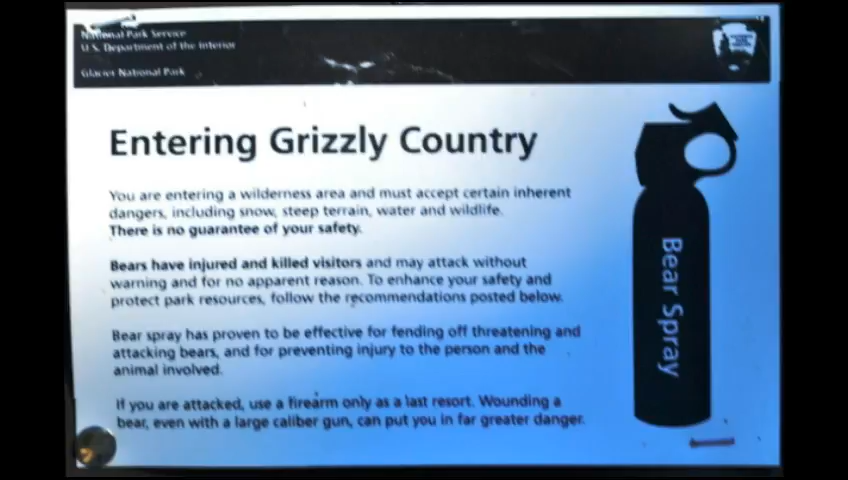 National Park Service
U.S. Department of the Interior
Glacier National Park
Entering Grizzly Country
You are entering a wilderness area and must accept certain inherent
dangers, including snow, steep terrain, water and wildlife.
There is no guarantee of your safety.
Bears have injured and killed visitors and may attack without
warning and for no apparent reason. To enhance your safety and
protect park resources, follow the recommendations posted below.
Bear spray has proven to be effective for fending off threatening and
attacking bears, and for preventing injury to the person and the
animal involved.
If you are attacked, use a firearm only as a last resort. Wounding a
bear, even with a large caliber gun, can put you in far greater danger.
Bear Spray